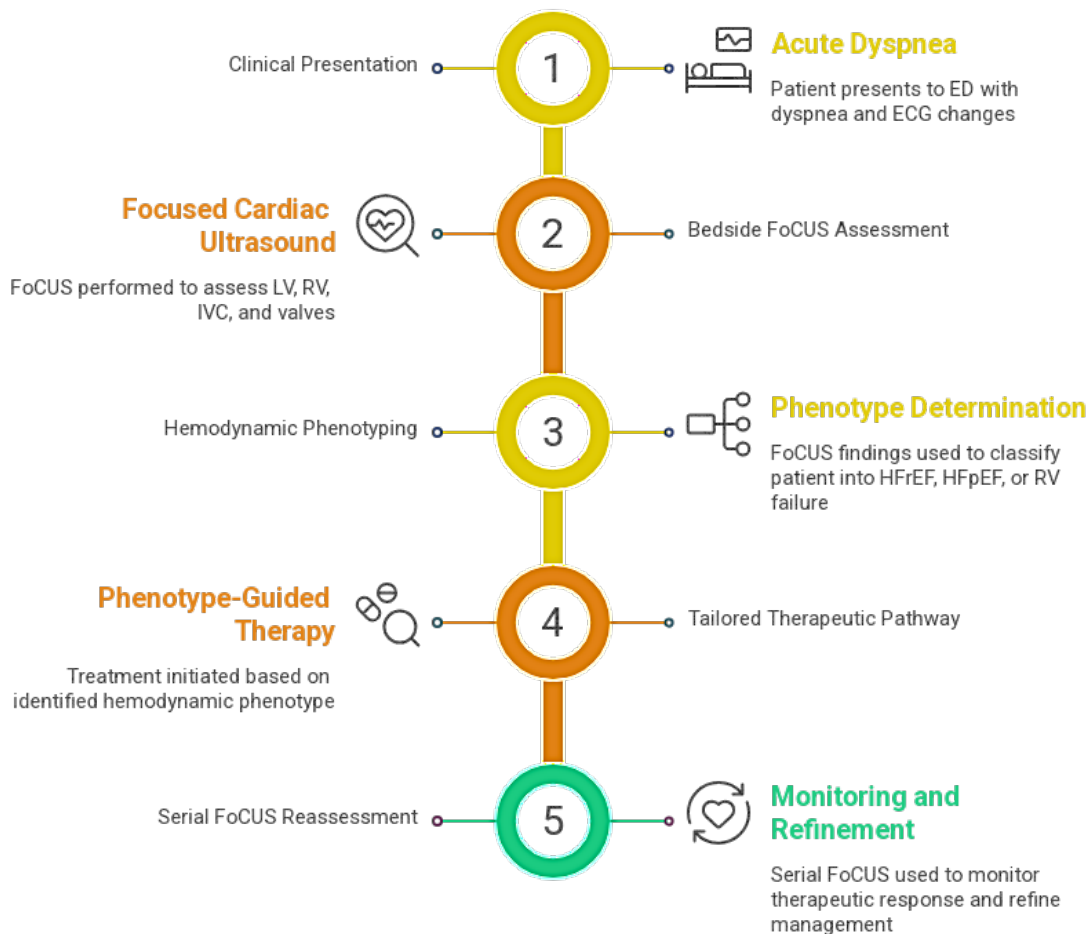 Clinical Presentation
1
Acute Dyspnea
Patient presents to ED with
dyspnea and ECG changes
Focused Cardiac
Ultrasound
FoCUS performed to assess LV, RV,
IVC, and valves
2
Bedside FoCUS Assessment
Hemodynamic Phenotyping
3
Phenotype Determination
FoCUS findings used to classify
patient into HFrEF, HFpEF, or RV
failure
Phenotype-Guided
Therapy
Treatment initiated based on
identified hemodynamic phenotype
4
Tailored Therapeutic Pathway
Serial FoCUS Reassessment
5
Monitoring and
Refinement
Serial FoCUS used to monitor
therapeutic response and refine
management